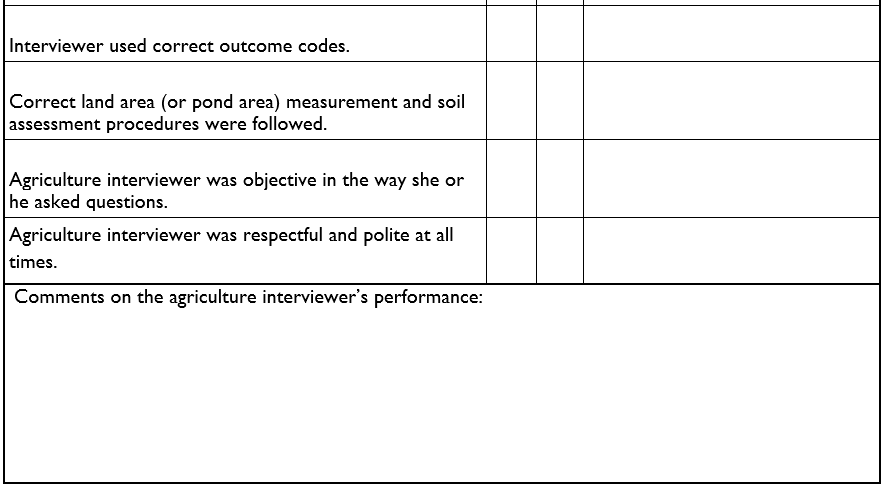 Interviewer used correct outcome codes.
Correct land area (or pond area) measurement and soil
assessment procedures were followed.
Agriculture interviewer was objective in the way she or
he asked questions.
Agriculture interviewer was respectful and polite at all
times.
Comments on the agriculture interviewer’s performance: